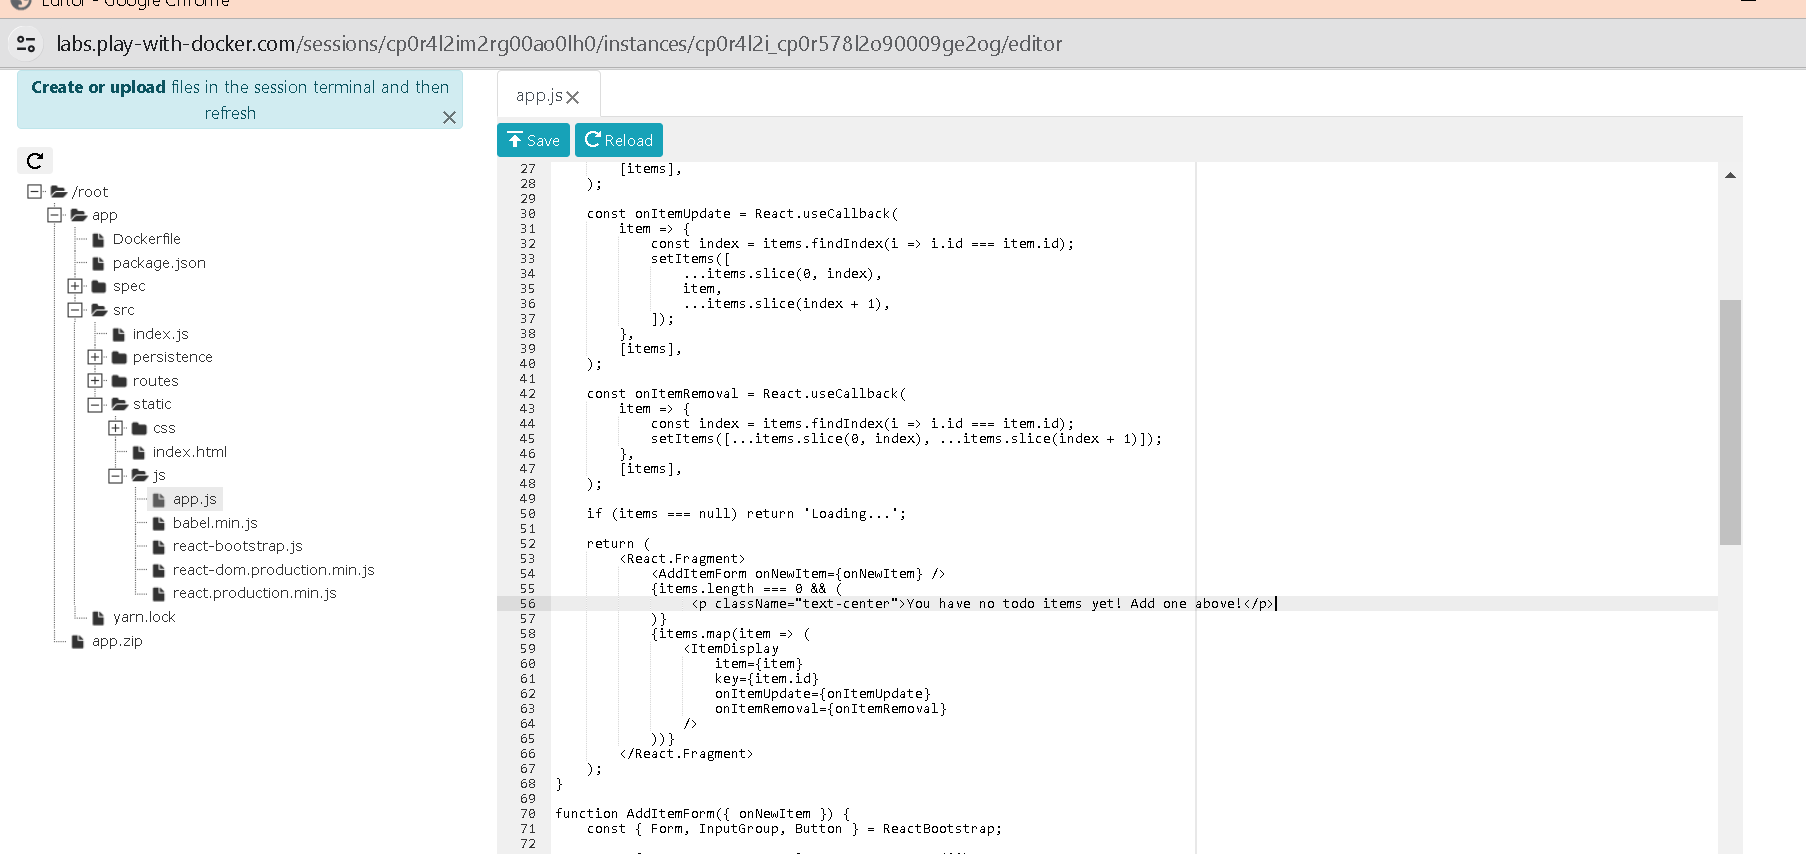 Editor - Google Chrome
labs.play-with-docker.com/sessions/cp0r4l2im2rg00ao0lh0/instances/cp0r4l2i_cp0r578l2o90009ge2og/editor
Create or upload files in the session terminal and then
refresh
/root
app
Dockerfile
package.json
spec
src
index.js
persistence
routes
static
css
index.html
js
app.js
babel.min.js
react-bootstrap.js
react-dom.production.min.js
react.production.min.js
yarn.lock
app.zip
app.js
Save Reload
27 [items],
28 );
29
30 const onItemUpdate = React.useCallback(
31 item => {
32 const index = items.findIndex(i => i.id === item.id);
33 setItems([
34 ...items.slice(0, index),
35 item,
36 ...items.slice(index + 1),
37 ]);
38 },
39 [items],
40 );
41
42 const onItemRemoval = React.useCallback(
43 item => {
44 const index = items.findIndex(i => i.id === item.id);
45 setItems([...items.slice(0, index), ...items.slice(index + 1)]);
46 },
47 [items],
48 );
49
50 if (items === null) return 'Loading...';
51
52 return (
53 <React.Fragment>
54 <AddItemForm onNewItem={onNewItem} />
55 {items.length === 0 && (
56 <p className="text-center">You have no todo items yet! Add one above!</p>
57 )}
58 {items.map(item => (
59 <ItemDisplay
60 item={item}
61 key={item.id}
62 onItemUpdate={onItemUpdate}
63 onItemRemoval={onItemRemoval}
64 />
65 ))}
66 </React.Fragment>
67 );
68 }
69
70 function AddItemForm({ onNewItem }) {
71 const { Form, InputGroup, Button } = ReactBootstrap;
72